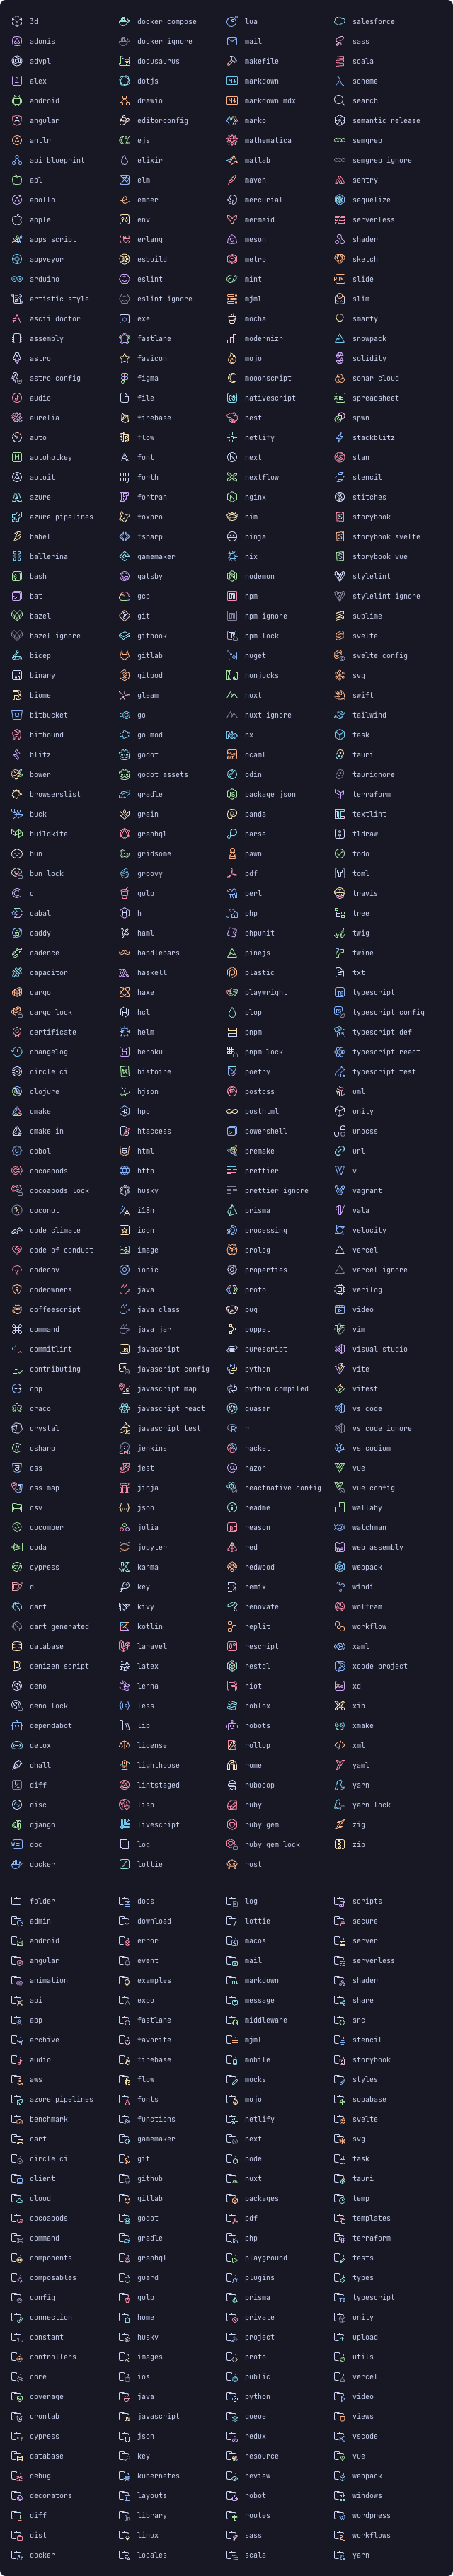 3d
adonis
advpl
alex
android
angular
antlr
api blueprint
apl
apollo
apple
apps script
appveyor
arduino
artistic style
ascii doctor
assembly
astro
astro config
audio
aurelia
auto
autohotkey
autoit
azure
azure pipelines
babel
ballerina
bash
bat
bazel
bazel ignore
bicep
binary
biome
bitbucket
bithound
blitz
bower
browserslist
buck
buildkite
bun
bun lock
c
cabal
caddy
cadence
capacitor
cargo
cargo lock
certificate
changelog
circle ci
clojure
cmake
cmake in
cobol
cocoapods
cocoapods lock
coconut
code climate
code of conduct
codecov
codeowners
coffeescript
command
commitlint
contributing
cpp
craco
crystal
csharp
css
css map
csv
cucumber
cuda
cypress
d
dart
dart generated
database
denizen script
deno
deno lock
dependabot
detox
dhall
diff
disc
django
doc
docker
docker compose
docker ignore
docusaurus
dotjs
drawio
editorconfig
ejs
elixir
elm
ember
env
erlang
esbuild
eslint
eslint ignore
exe
fastlane
favicon
figma
file
firebase
flow
font
forth
fortran
foxpro
fsharp
gamemaker
gatsby
gcp
git
gitbook
gitlab
gitpod
gleam
go
go mod
godot
godot assets
gradle
grain
graphql
gridsome
groovy
gulp
h
haml
handlebars
haskell
haxe
hcl
helm
heroku
histoire
hjson
hpp
htaccess
html
http
husky
i18n
icon
image
ionic
java
java class
java jar
javascript
javascript config
javascript map
javascript react
javascript test
jenkins
jest
jinja
json
julia
jupyter
karma
key
kivy
kotlin
laravel
latex
lerna
less
lib
license
lighthouse
lintstaged
lisp
livescript
log
lottie
lua
mail
makefile
markdown
markdown mdx
marko
mathematica
matlab
maven
mercurial
mermaid
meson
metro
mint
mjml
mocha
modernizr
mojo
mooonscript
nativescript
nest
netlify
next
nextflow
nginx
nim
ninja
nix
nodemon
npm
npm ignore
npm lock
nuget
nunjucks
nuxt
nuxt ignore
nx
ocaml
odin
package json
panda
parse
pawn
pdf
perl
php
phpunit
pinejs
plastic
playwright
plop
pnpm
pnpm lock
poetry
postcss
posthtml
powershell
premake
prettier
prettier ignore
prisma
processing
prolog
properties
proto
pug
puppet
purescript
python
python compiled
quasar
r
racket
razor
reactnative config
readme
reason
red
redwood
remix
renovate
replit
rescript
restql
riot
roblox
robots
rollup
rome
rubocop
ruby
ruby gem
ruby gem lock
rust
salesforce
sass
scala
scheme
search
semantic release
semgrep
semgrep ignore
sentry
sequelize
serverless
shader
sketch
slide
slim
smarty
snowpack
solidity
sonar cloud
spreadsheet
spwn
stackblitz
stan
stencil
stitches
storybook
storybook svelte
storybook vue
stylelint
stylelint ignore
sublime
svelte
svelte config
svg
swift
tailwind
task
tauri
taurignore
terraform
textlint
tldraw
todo
toml
travis
tree
twig
twine
txt
typescript
typescript config
typescript def
typescript react
typescript test
uml
unity
unocss
url
v
vagrant
vala
velocity
vercel
vercel ignore
verilog
video
vim
visual studio
vite
vitest
vs code
vs code ignore
vs codium
vue
vue config
wallaby
watchman
web assembly
webpack
windi
wolfram
workflow
xaml
xcode project
xd
xib
xmake
xml
yaml
yarn
yarn lock
zig
zip
folder
admin
android
angular
animation
api
app
archive
audio
aws
azure pipelines
benchmark
cart
circle ci
client
cloud
cocoapods
command
components
composables
config
connection
constant
controllers
core
coverage
crontab
cypress
database
debug
decorators
diff
dist
docker
docs
download
error
event
examples
expo
fastlane
favorite
firebase
flow
fonts
functions
gamemaker
git
github
gitlab
godot
gradle
graphql
guard
gulp
home
husky
images
ios
java
javascript
json
key
kubernetes
layouts
library
linux
locales
log
lottie
macos
mail
markdown
message
middleware
mjml
mobile
mocks
mojo
netlify
next
node
nuxt
packages
pdf
php
playground
plugins
prisma
private
project
proto
public
python
queue
redux
resource
review
robot
routes
sass
scala
scripts
secure
server
serverless
shader
share
src
stencil
storybook
styles
supabase
svelte
svg
task
tauri
temp
templates
terraform
tests
types
typescript
unity
upload
utils
vercel
video
views
vscode
vue
webpack
windows
wordpress
workflows
yarn